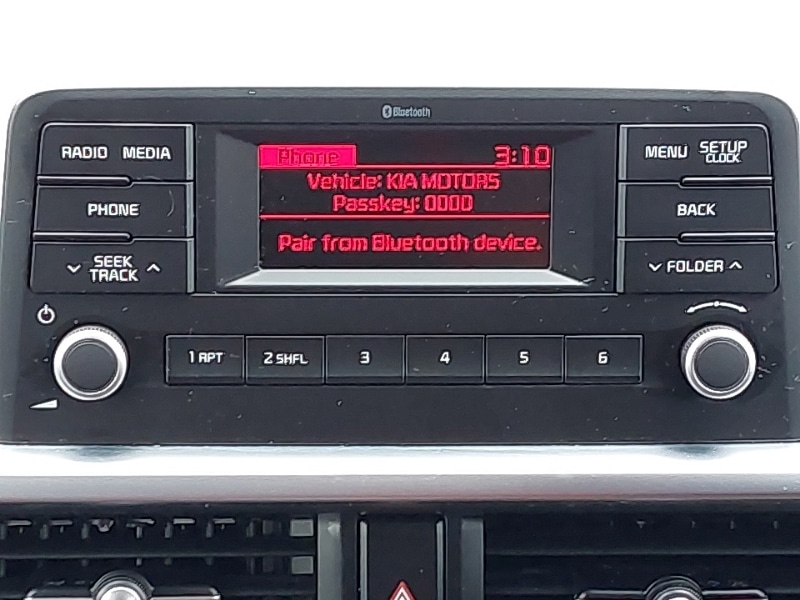 Bluetooth
RADIO MEDIA
PHONE
SEEK
TRACK
Phone 3:10
Vehicle: KIA MOTORS
Passkey: 0000
Pair from Bluetooth device.
MENU SETUP
CLOCK
BACK
FOLDER
1 RPT
2 SHFL
3
4
5
6